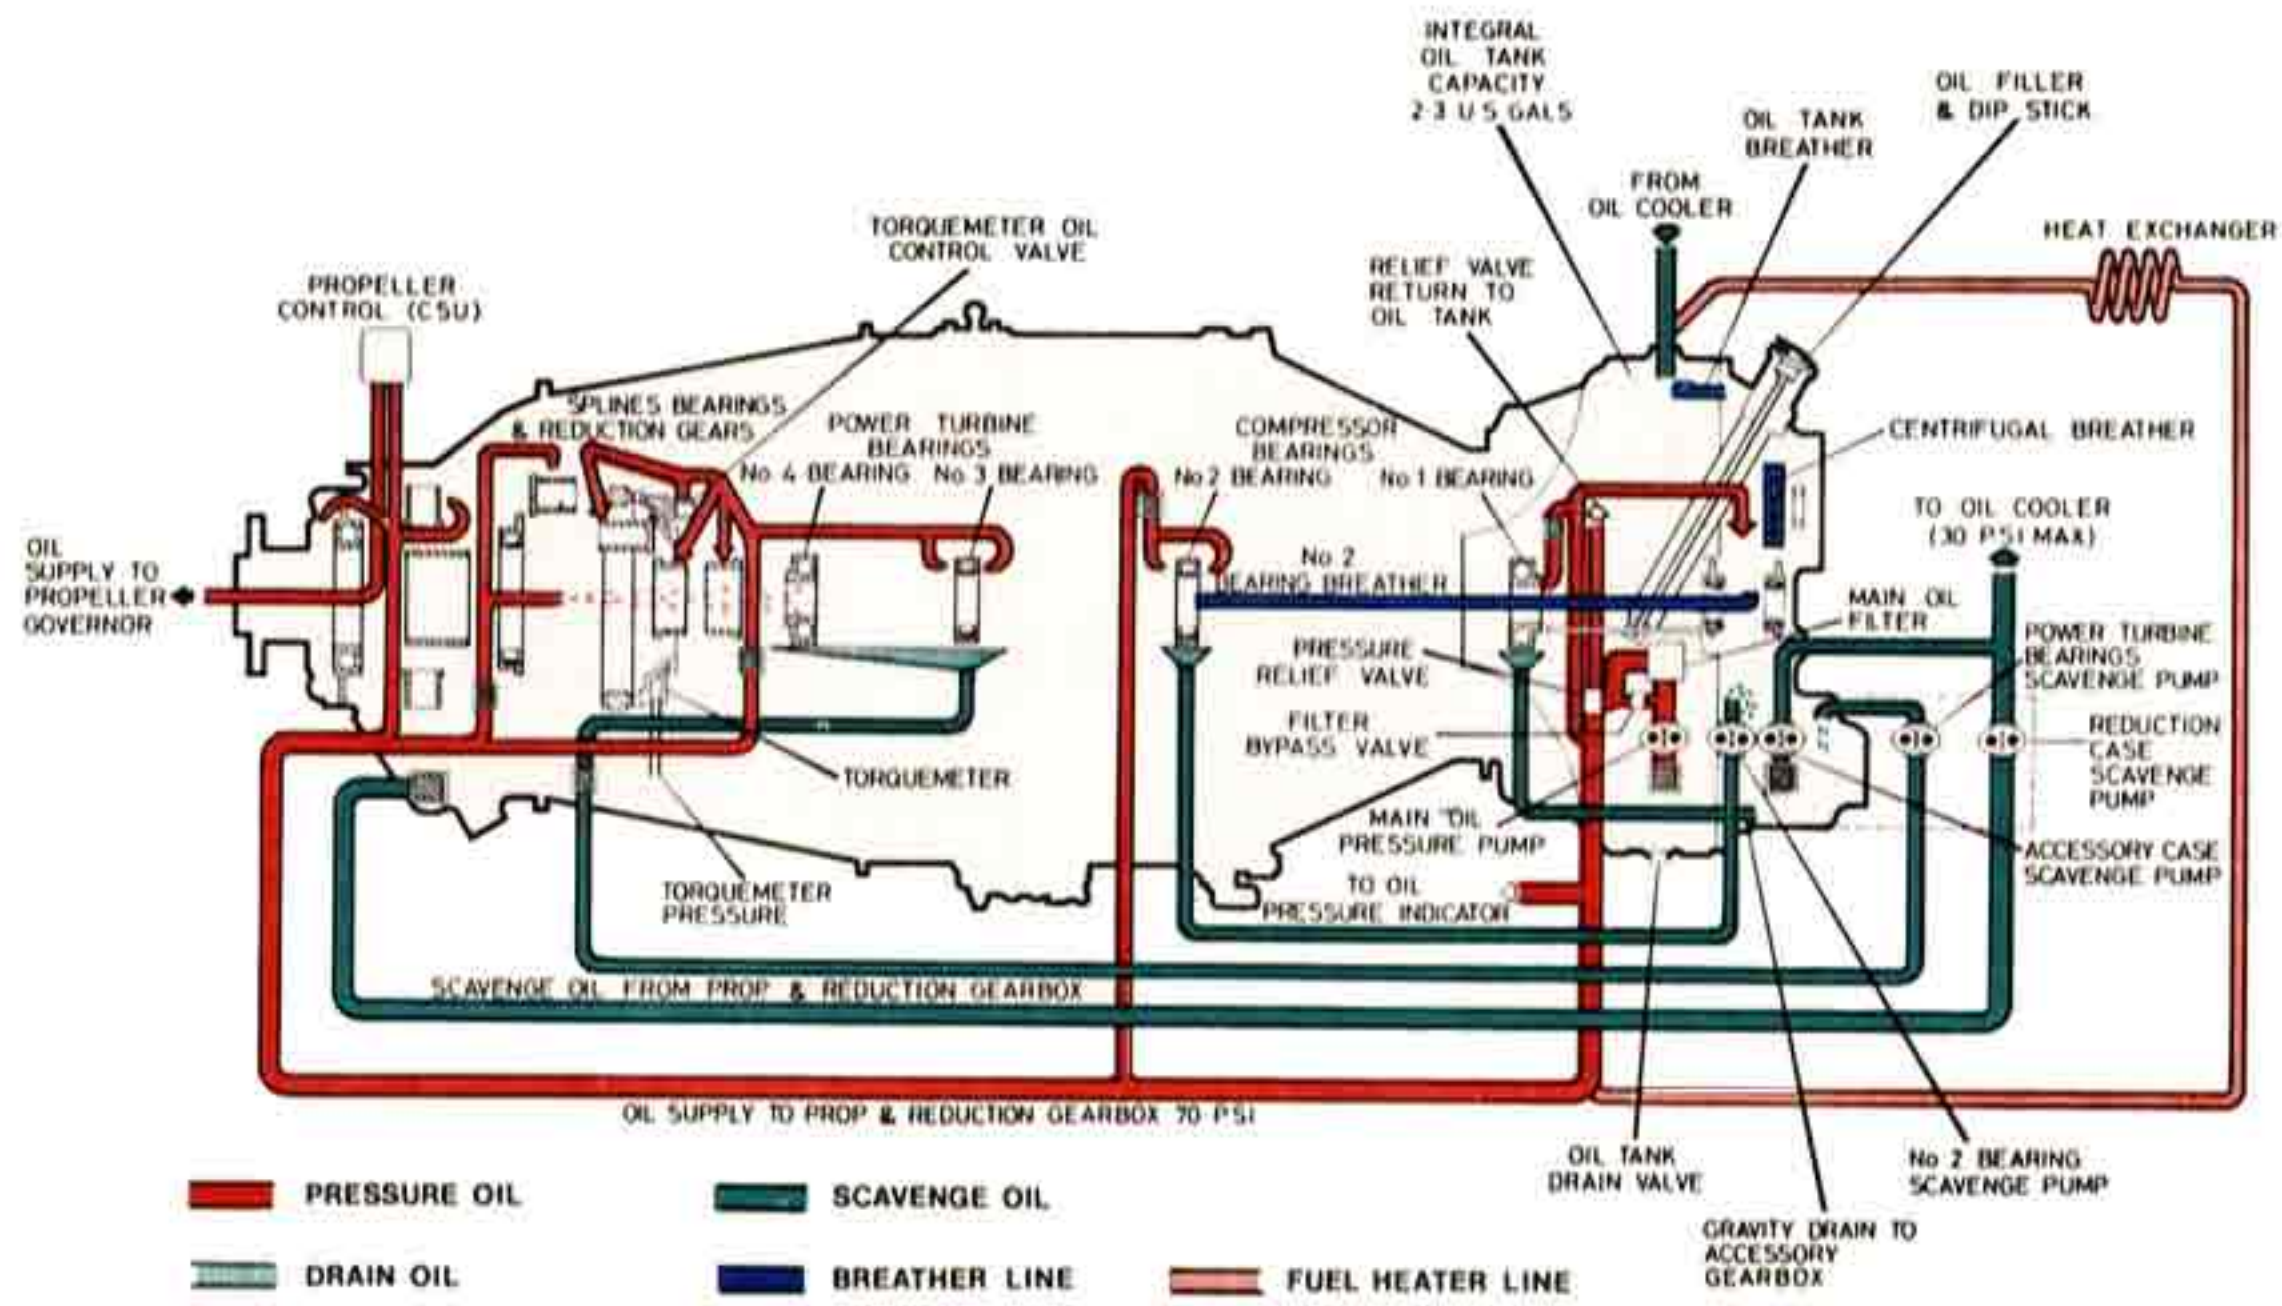 INTEGRAL
OIL TANK
CAPACITY
2-3 U S GALS
OIL FILLER
& DIP STICK
OIL TANK
BREATHER
FROM
OIL COOLER
TORQUEMETER OIL
CONTROL VALVE
HEAT EXCHANGER
RELIEF VALVE
RETURN TO
OIL TANK
PROPELLER
CONTROL (CSU)
SPLINES BEARINGS
& REDUCTION GEARS
POWER TURBINE
BEARINGS
No 4 BEARING
No 3 BEARING
COMPRESSOR
BEARINGS
No 2 BEARING
No 1 BEARING
CENTRIFUGAL BREATHER
TO OIL COOLER
(30 PSI MAX)
OIL
SUPPLY TO
PROPELLER
GOVERNOR
No 2
BEARING BREATHER
MAIN OIL
FILTER
PRESSURE
RELIEF VALVE
POWER TURBINE
BEARINGS
SCAVENGE PUMP
FILTER
BYPASS VALVE
REDUCTION
CASE
SCAVENGE
PUMP
TORQUEMETER
MAIN OIL
PRESSURE PUMP
ACCESSORY CASE
SCAVENGE PUMP
TORQUEMETER
PRESSURE
TO OIL
PRESSURE INDICATOR
SCAVENGE OIL FROM PROP & REDUCTION GEARBOX
OIL SUPPLY TO PROP & REDUCTION GEARBOX 70 PSI
OIL TANK
DRAIN VALVE
No 2 BEARING
SCAVENGE PUMP
GRAVITY DRAIN TO
ACCESSORY
GEARBOX
PRESSURE OIL
SCAVENGE OIL
DRAIN OIL
BREATHER LINE
FUEL HEATER LINE